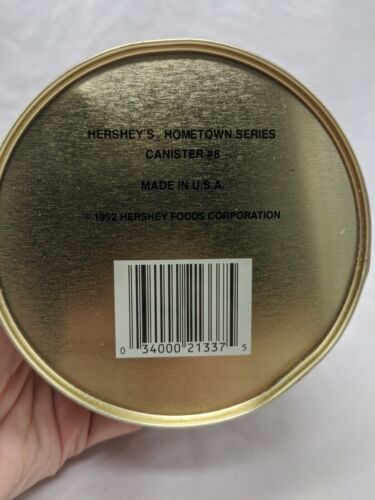 HERSHEY'S. HOMETOWN SERIES
CANISTER #8
MADE IN U.S.A.
© 1992 HERSHEY FOODS CORPORATION
0 34000 21337 5